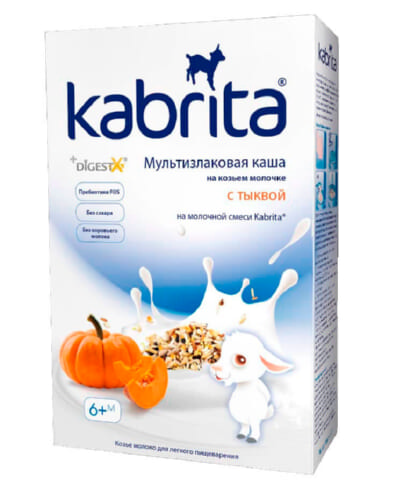 kabrita®
+DIGESTX®
Мультизлаковая каша
на козьем молочке
с тыквой
на молочной смеси Kabrita®
Пребиотики FOS
Без сахара
Без коровьего
молока
6+ М
Козье молоко для легкого пищеварения